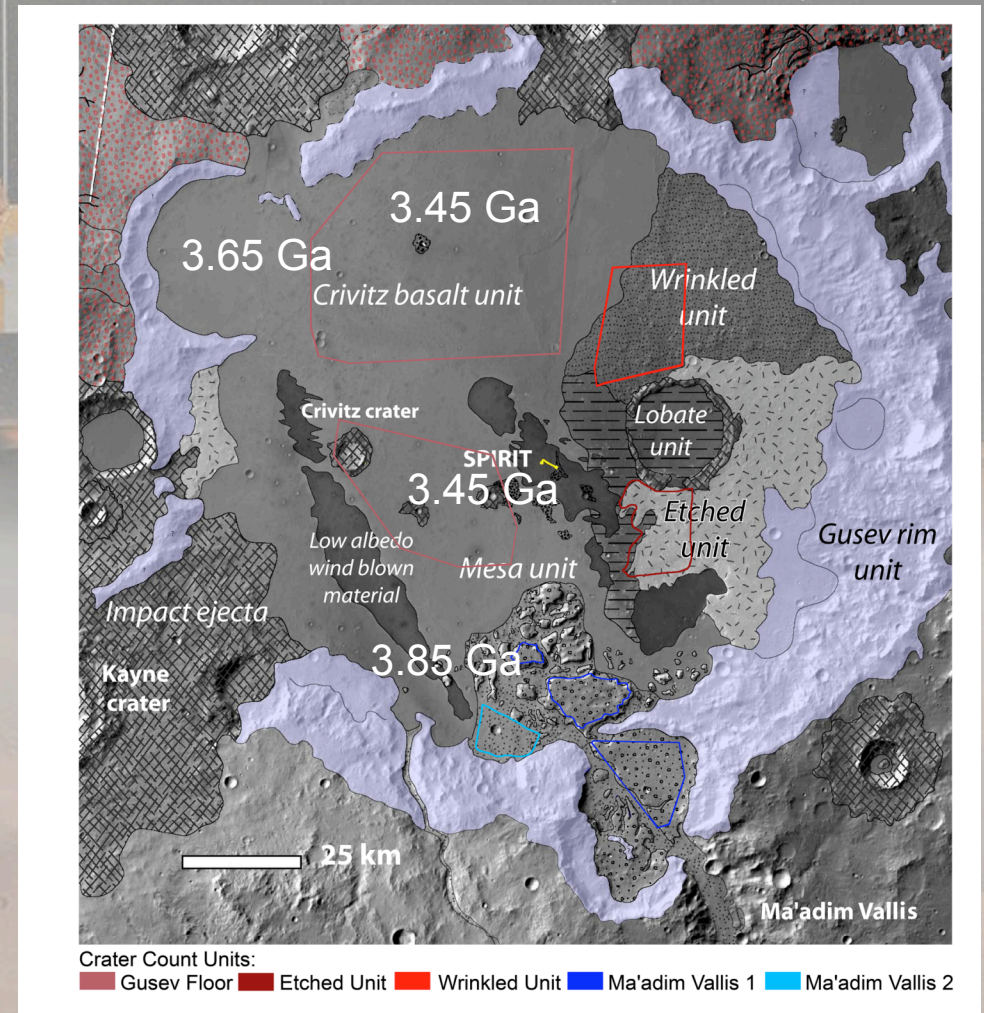 3.45 Ga
3.65 Ga
Crivitz basalt unit
Wrinkled
unit
Crivitz crater
Lobate
unit
SPIRIT
3.45 Ga
Etched
unit
Low albedo
wind blown
material
Mesa unit
Gusev rim
unit
Impact ejecta
3.85 Ga
Kayne
crater
25 km
Ma'adim Vallis
Crater Count Units:
Gusev Floor Etched Unit Wrinkled Unit Ma'adim Vallis 1 Ma'adim Vallis 2